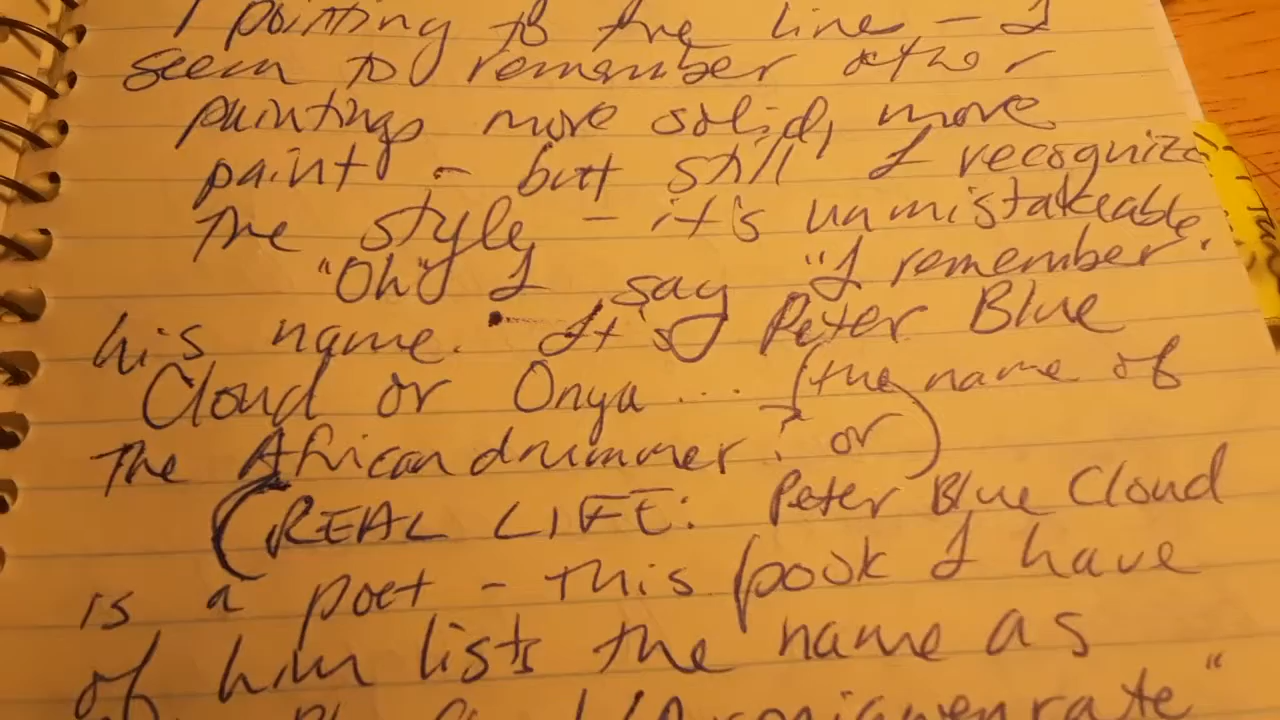 pointing to the line - I
seem to remember other
paintings more solid, more
paint - but still I recognize
the style - it's unmistakeable.
"Oh" I say "I remember
his name. It's Peter Blue
Cloud or Onya ... (the name of
the African drummer? or)
(REAL LIFE: Peter Blue Cloud
is a poet - this book I have
of him lists the name as
"